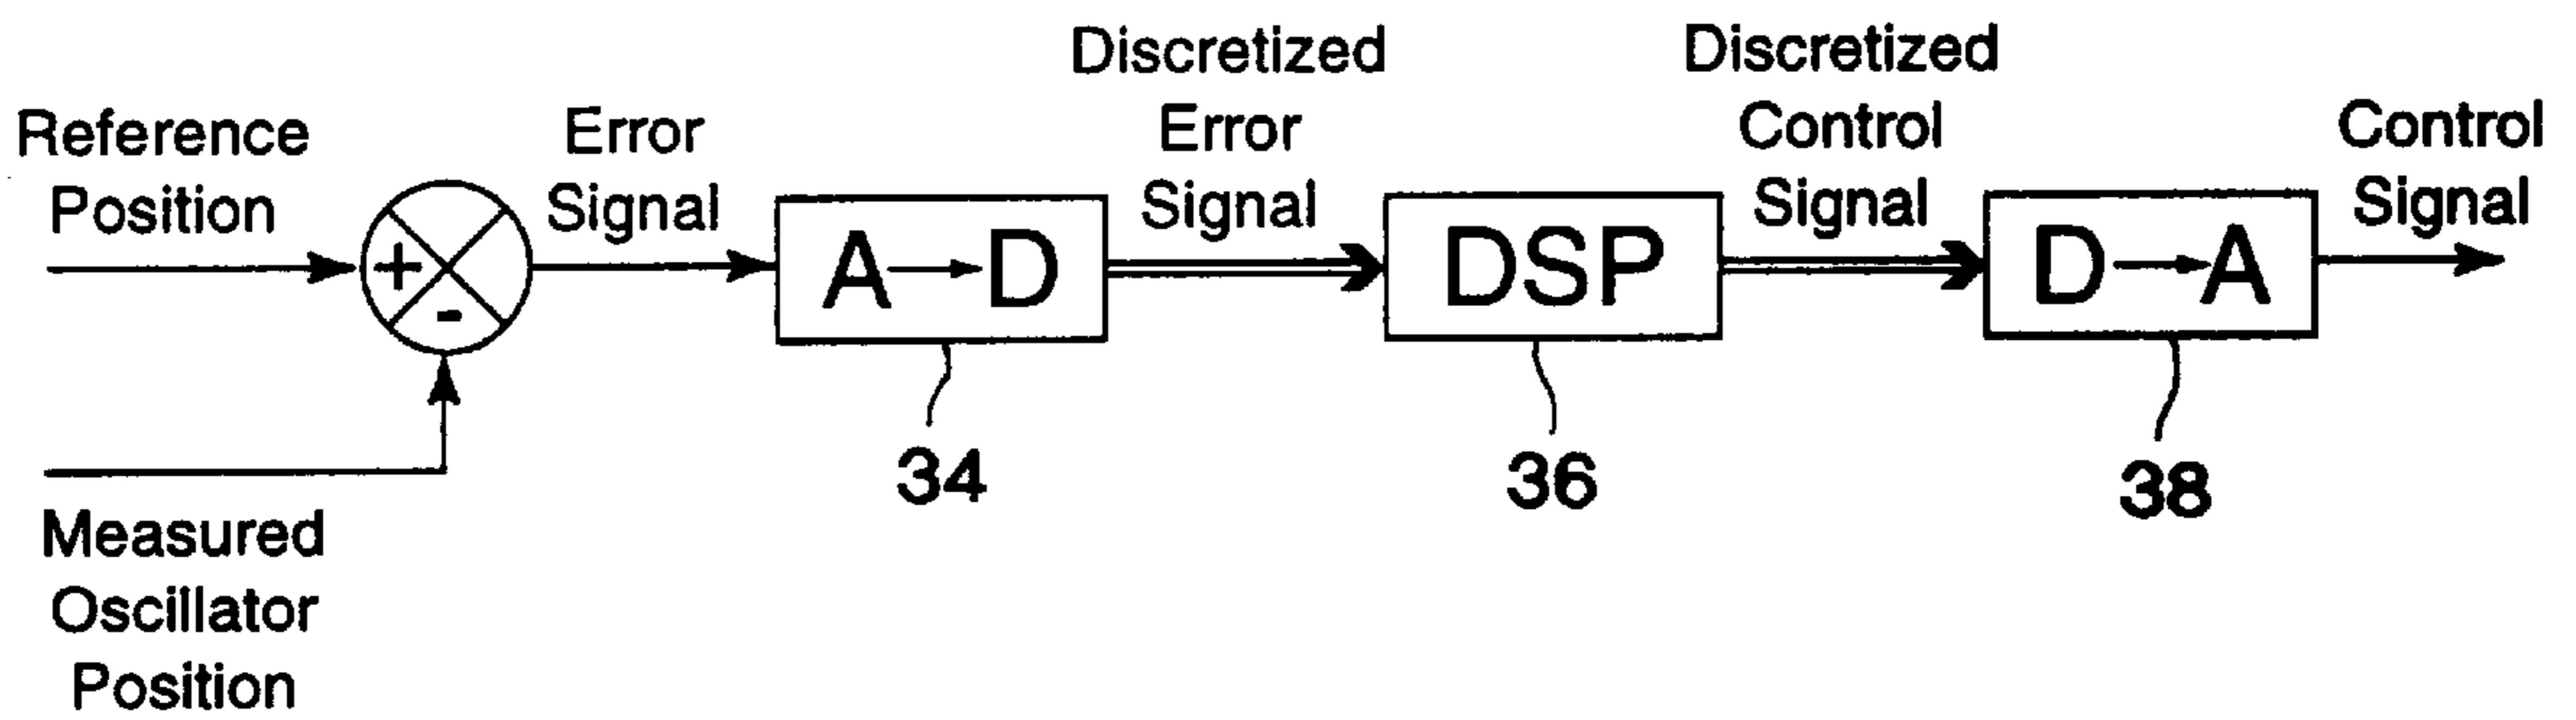 Reference
Position
+
-
Error
Signal
A→D
Discretized
Error
Signal
DSP
Discretized
Control
Signal
D→A
Control
Signal
34
36
38
Measured
Oscillator
Position